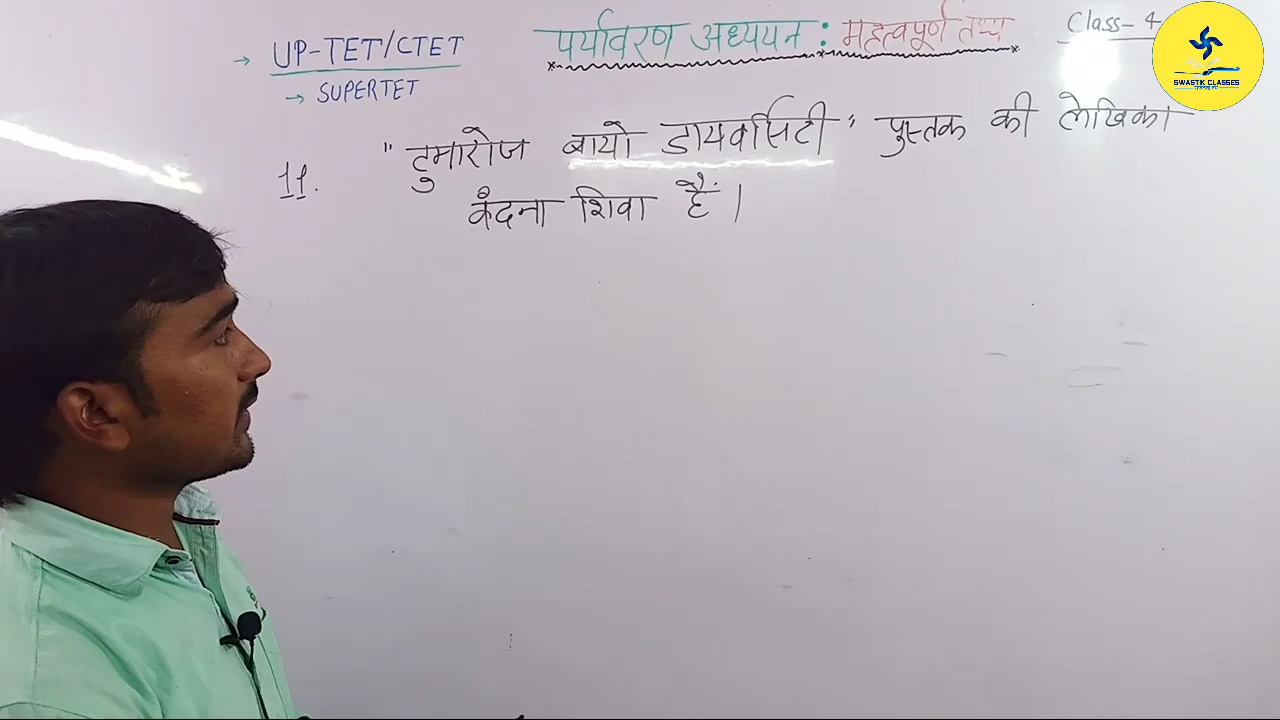 → UP-TET/CTET
→ SUPERTET
पर्यावरण अध्ययन : महत्वपूर्ण तथ्य
Class- 4
SWASTIK CLASSES
11. " टुमारोज बायो डायवर्सिटी " पुस्तक की लेखिका
वंदना शिवा हैं।